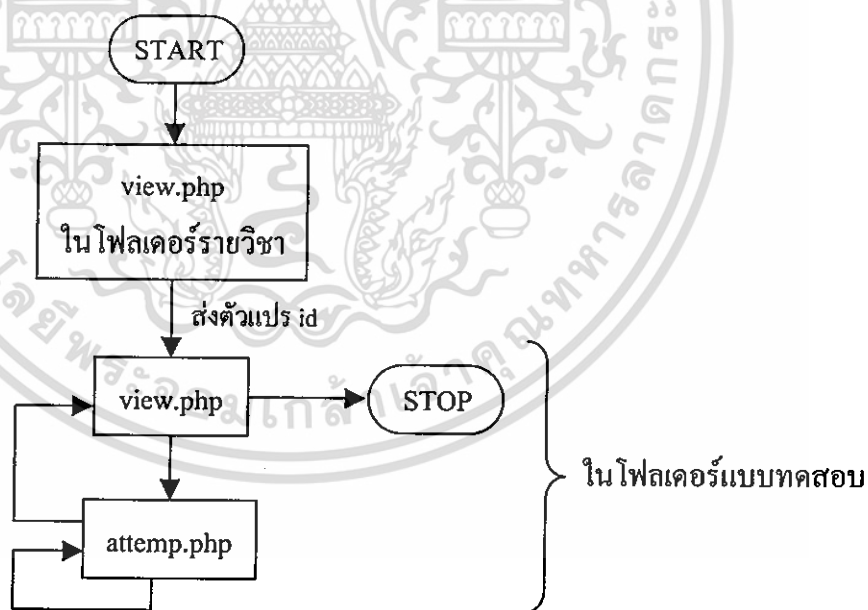 START
view.php
ในโฟลเดอร์รายวิชา
ส่งตัวแปร id
view.php
STOP
ในโฟลเดอร์แบบทดสอบ
attemp.php